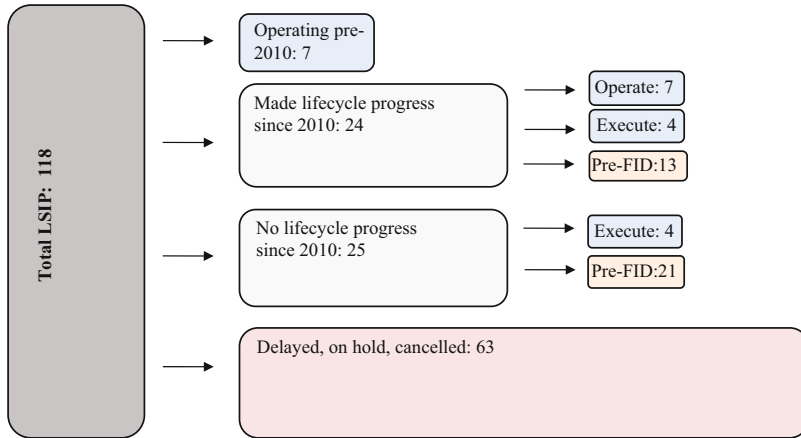 Total LSIP: 118
Operating pre-
2010: 7
Made lifecycle progress
since 2010: 24
Operate: 7
Execute: 4
Pre-FID:13
No lifecycle progress
since 2010: 25
Execute: 4
Pre-FID:21
Delayed, on hold, cancelled: 63